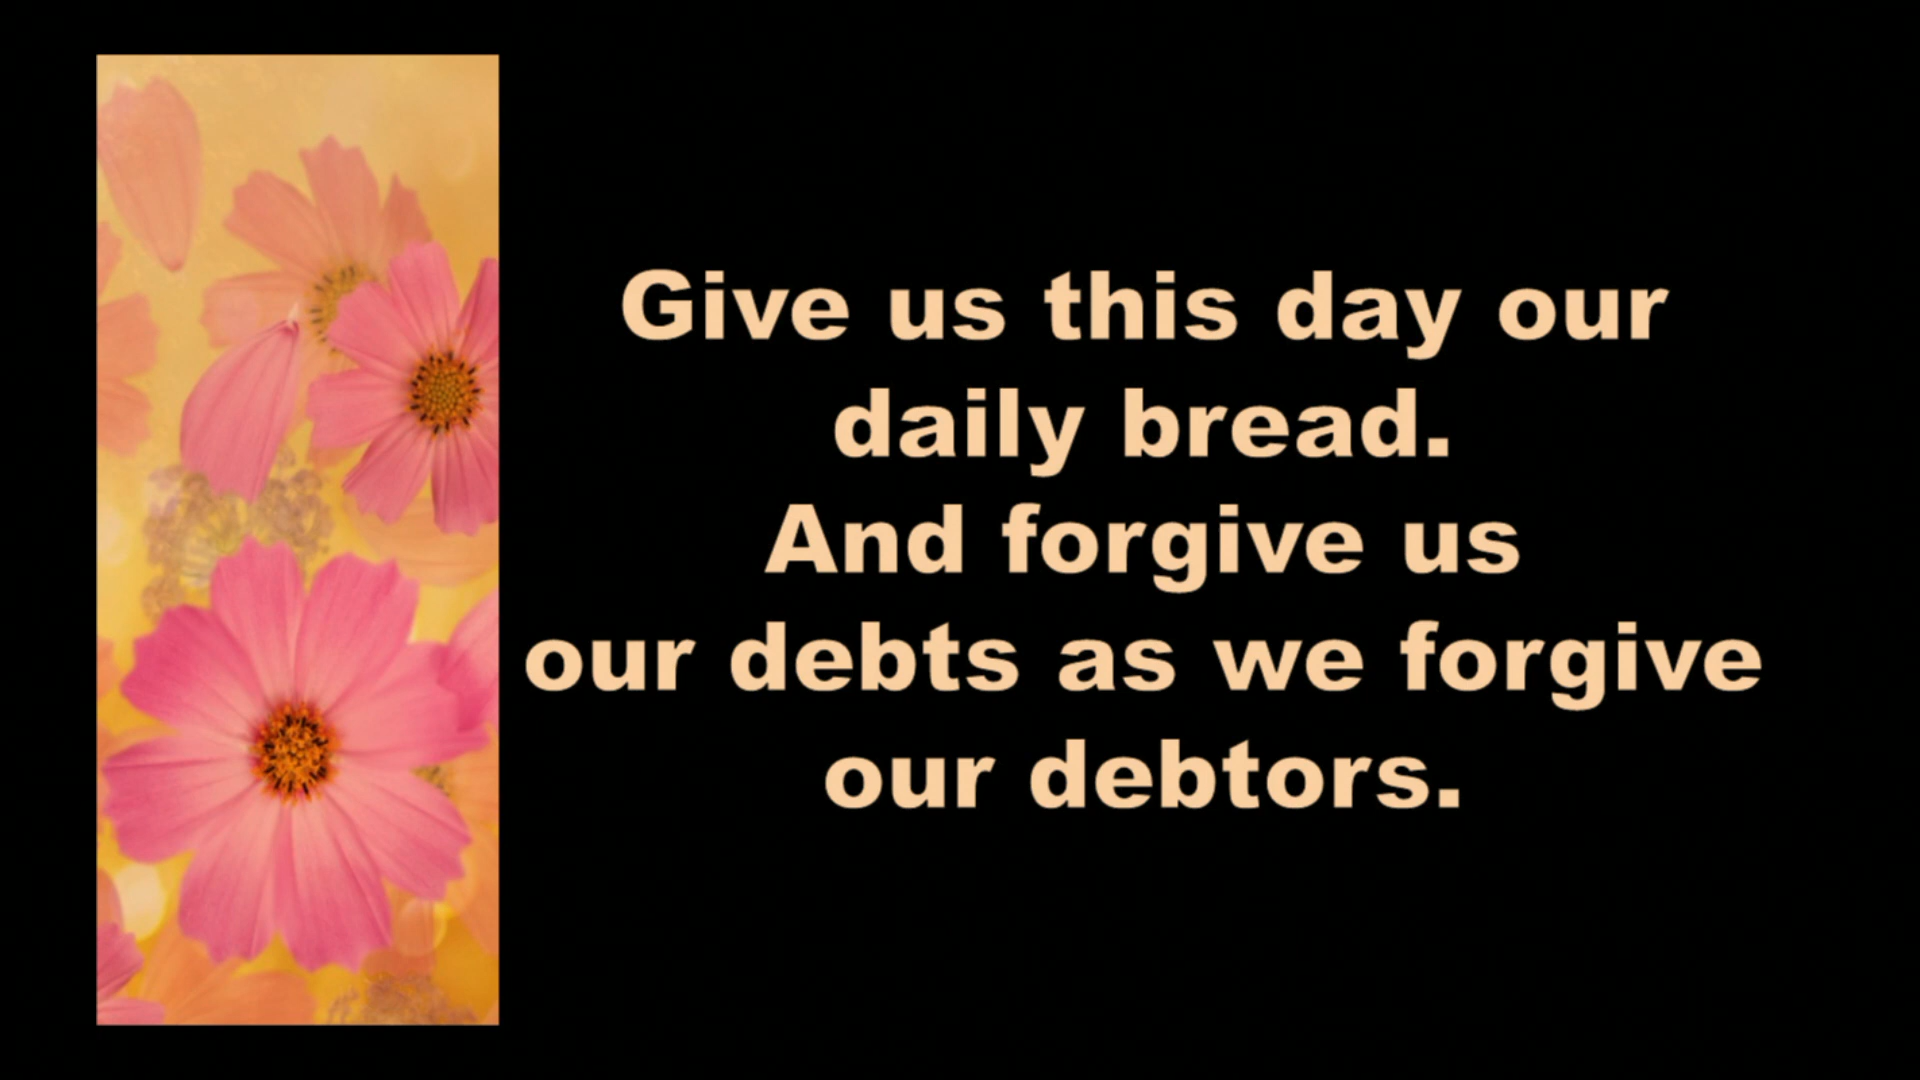 Give us this day our
daily bread.
And forgive us
our debts as we forgive
our debtors.